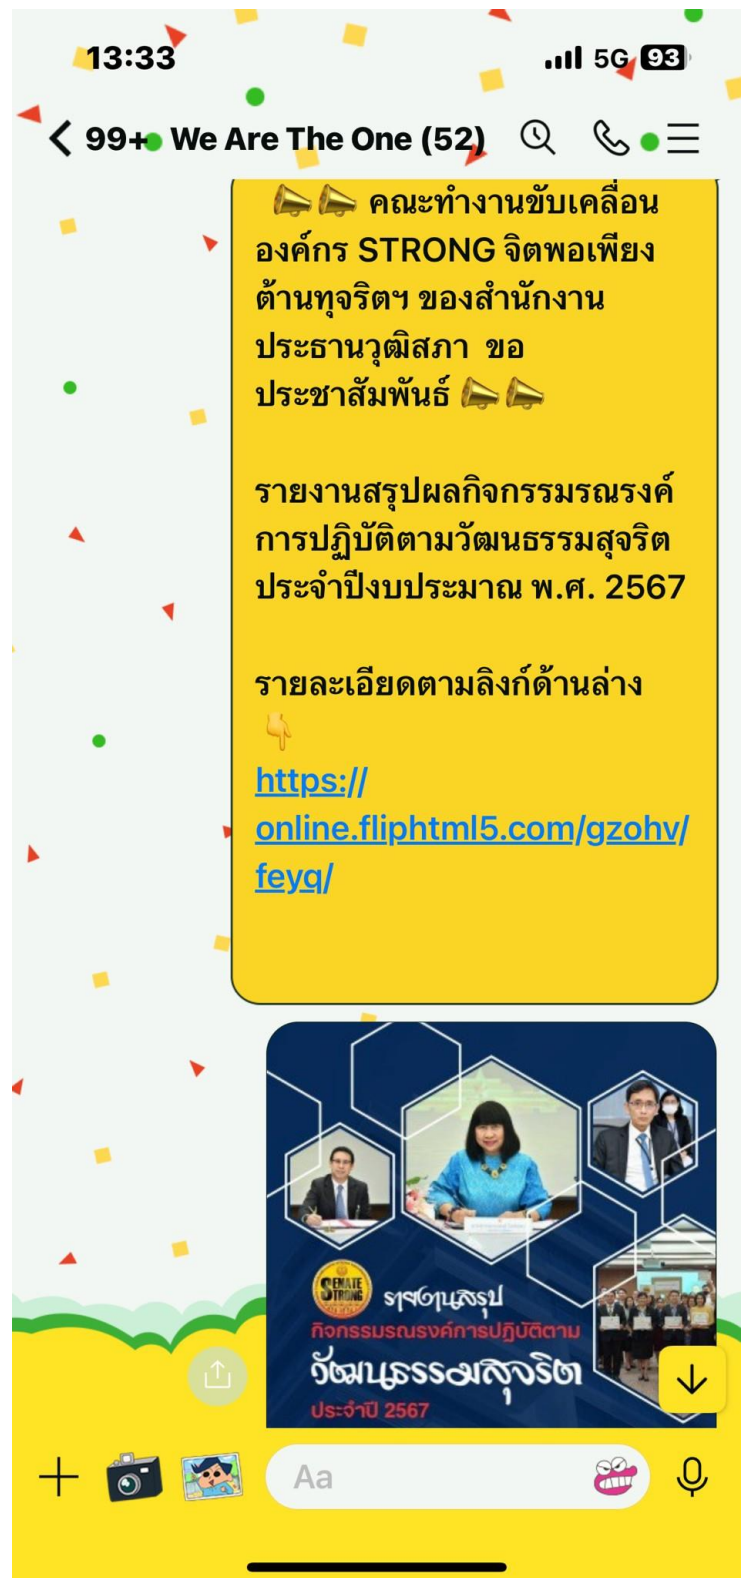 13:33
5G 93
99+ We Are The One (52)
คณะทำงานขับเคลื่อน
องค์กร STRONG จิตพอเพียง
ต้านทุจริตฯ ของสำนักงาน
ประธานวุฒิสภา ขอ
ประชาสัมพันธ์
รายงานสรุปผลกิจกรรมรณรงค์
การปฏิบัติตามวัฒนธรรมสุจริต
ประจำปีงบประมาณ พ.ศ. 2567
รายละเอียดตามลิงก์ด้านล่าง
https://
online.fliphtml5.com/gzohv/
feyq/
SENATE
STRONG
รายงานสรุป
กิจกรรมรณรงค์การปฏิบัติตาม
วัฒนธรรมสุจริต
ประจำปี 2567
Aa